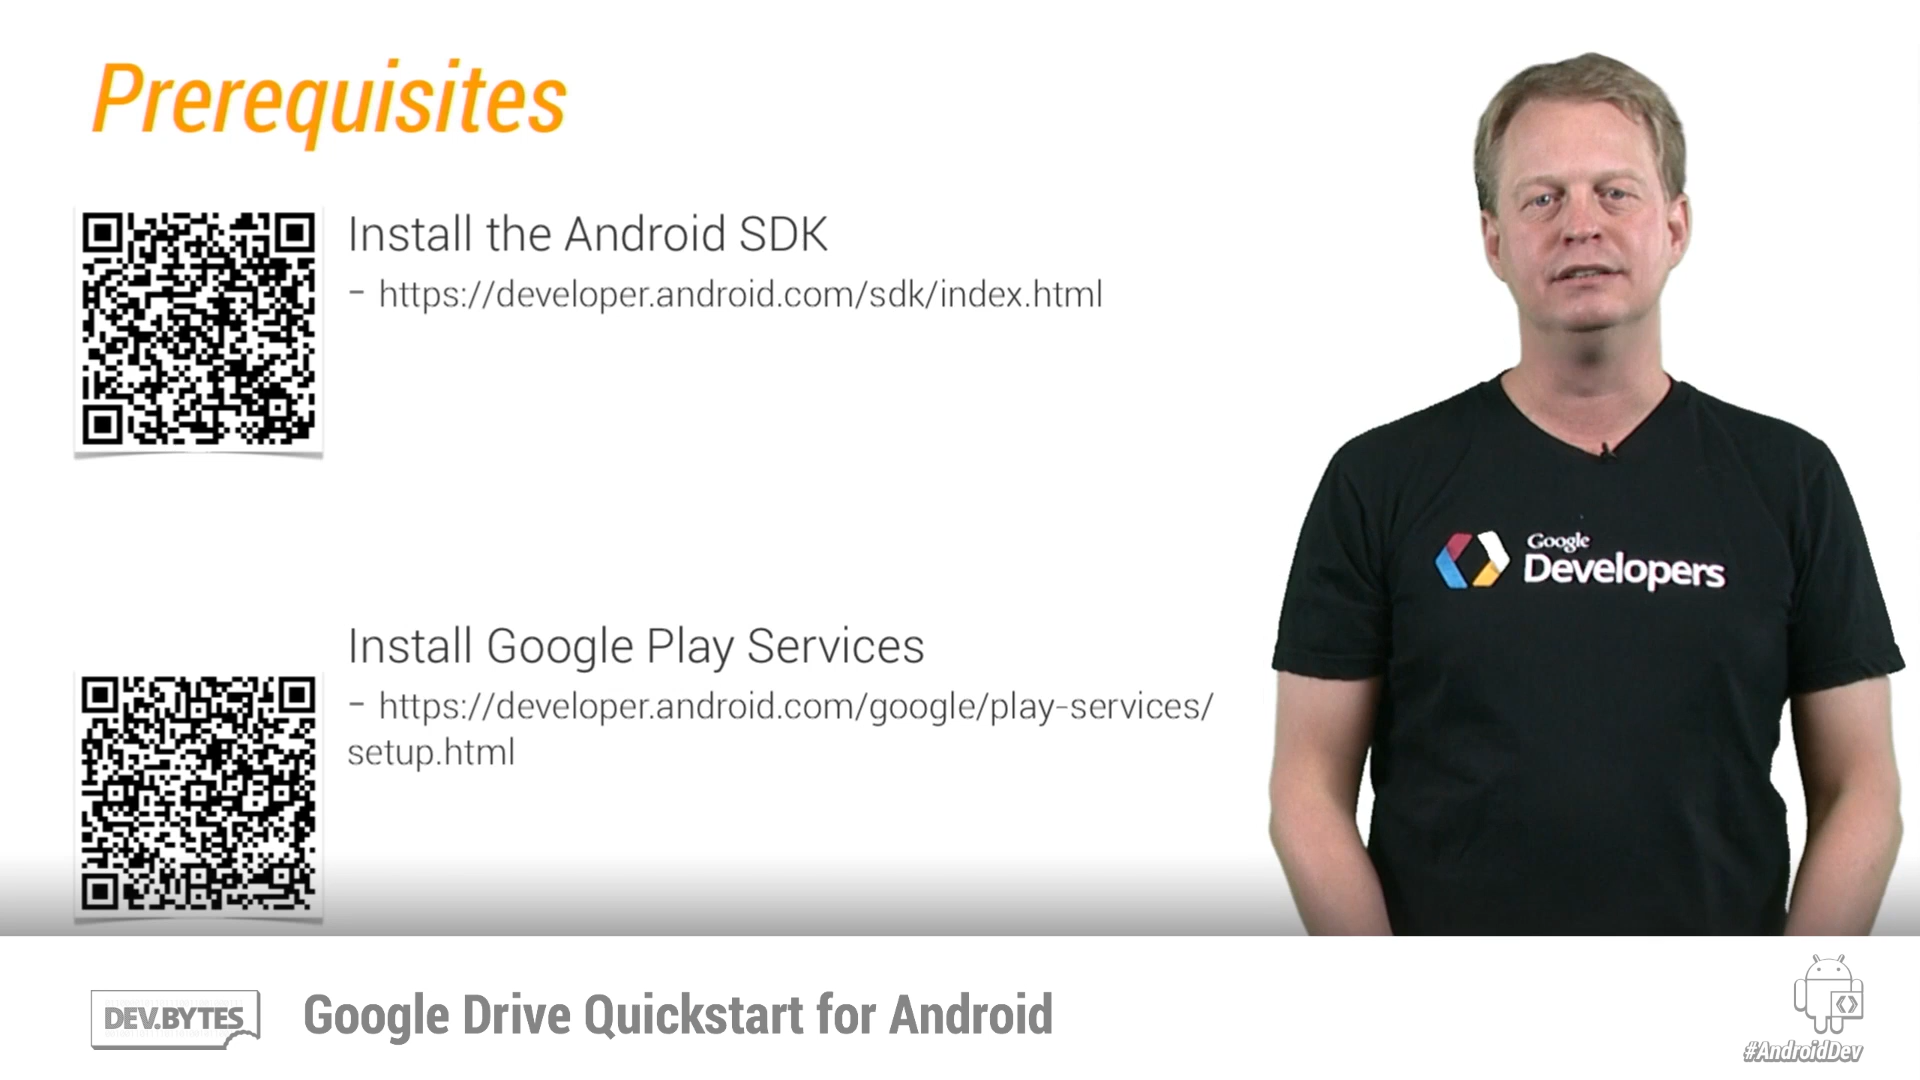 Prerequisites
Install the Android SDK
- https://developer.android.com/sdk/index.html
Google
Developers
Install Google Play Services
- https://developer.android.com/google/play-services/
setup.html
DEV.BYTES
Google Drive Quickstart for Android
#AndroidDev